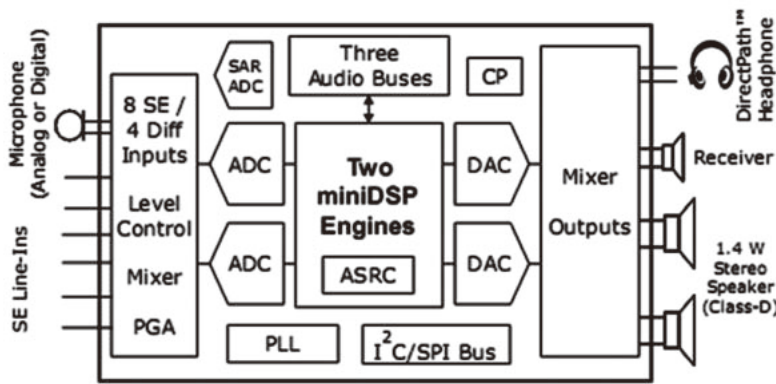 Microphone
(Analog or Digital)
SE Line-Ins
8 SE /
4 Diff
Inputs
Level
Control
Mixer
PGA
SAR
ADC
Three
Audio Buses
CP
ADC
ADC
Two
miniDSP
Engines
ASRC
DAC
DAC
PLL
I²C/SPI Bus
Mixer
Outputs
DirectPath™
Headphone
Receiver
1.4 W
Stereo
Speaker
(Class-D)